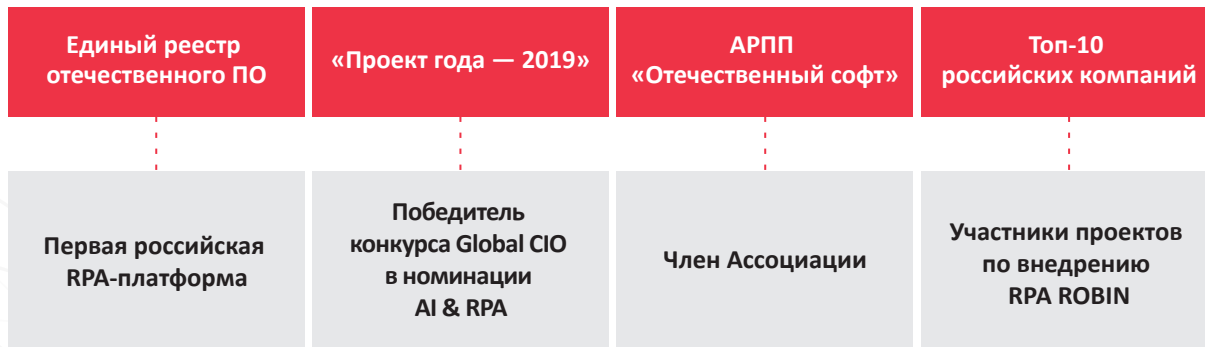 Единый реестр
отечественного ПО
«Проект года — 2019»
АРПП
«Отечественный софт»
Топ-10
российских компаний
Первая российская
RPA-платформа
Победитель
конкурса Global CIO
в номинации
AI & RPA
Член Ассоциации
Участники проектов
по внедрению
RPA ROBIN